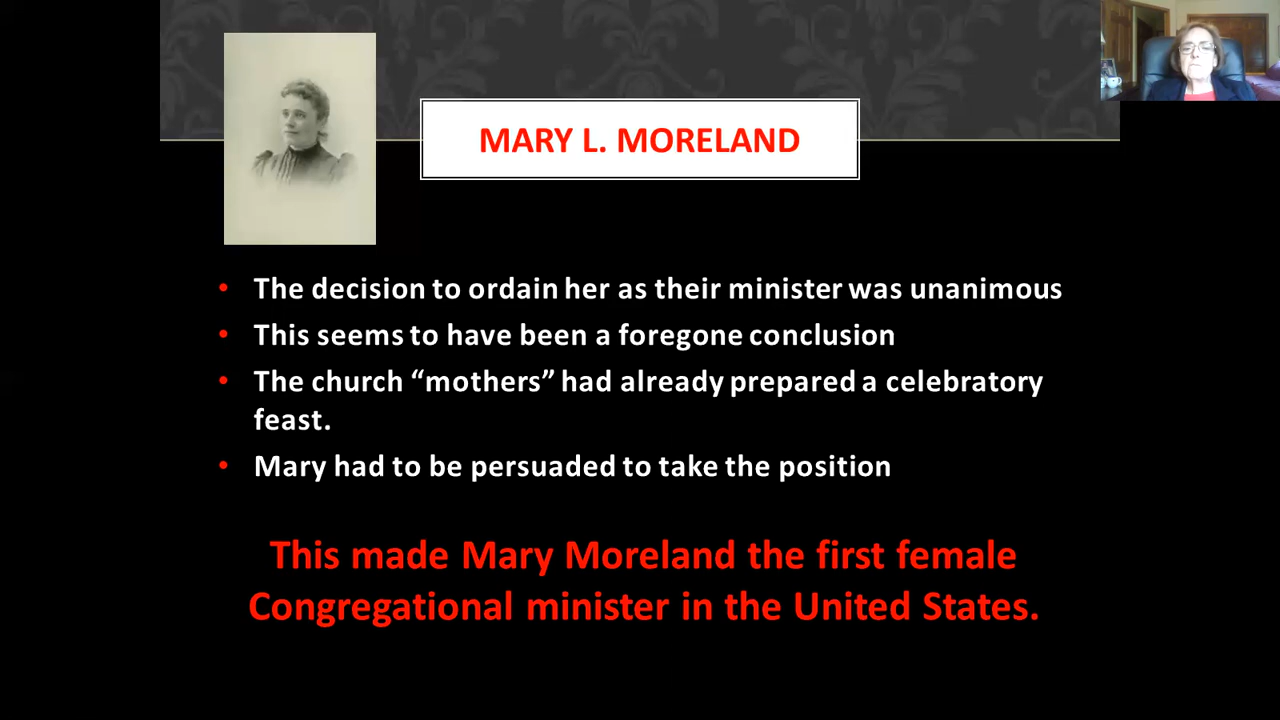 MARY L. MORELAND
• The decision to ordain her as their minister was unanimous
• This seems to have been a foregone conclusion
• The church “mothers” had already prepared a celebratory
feast.
• Mary had to be persuaded to take the position
This made Mary Moreland the first female
Congregational minister in the United States.